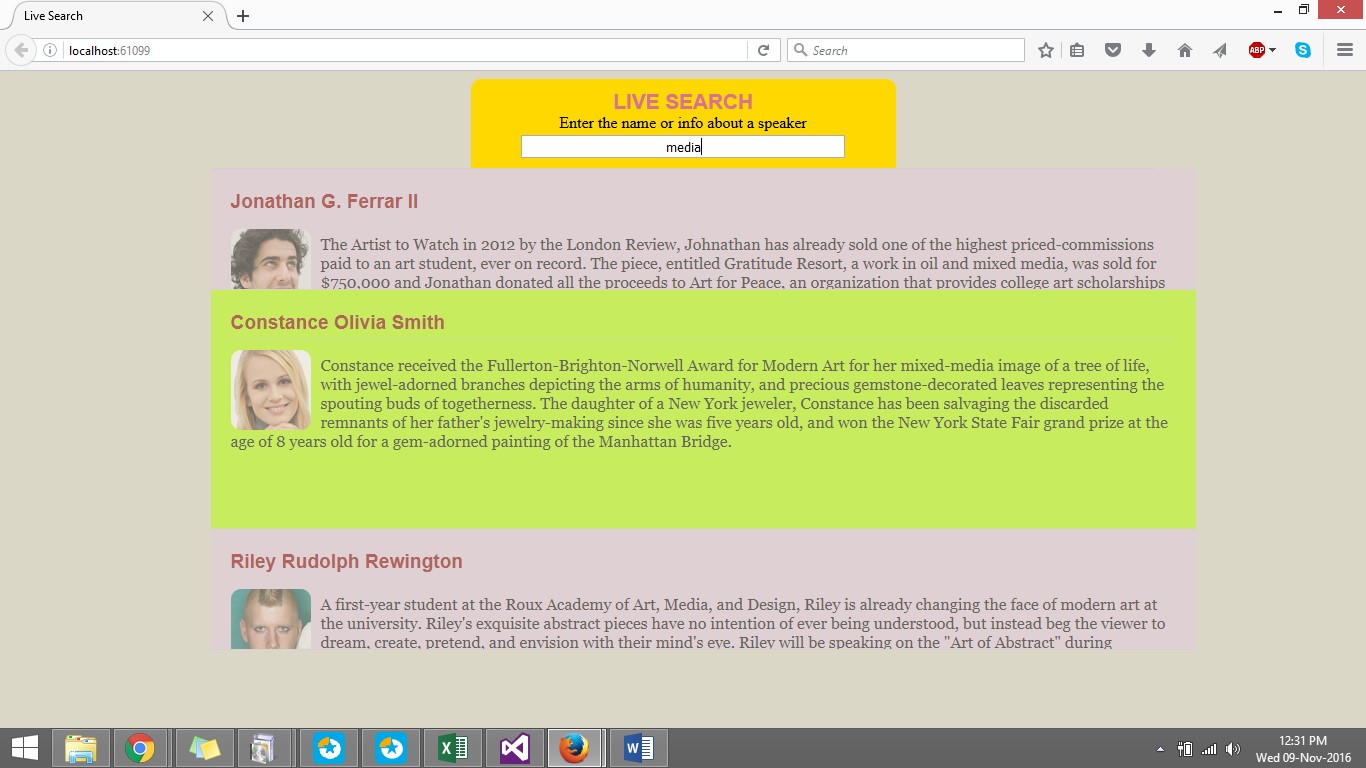 Live Search
localhost:61099
Search
ABP
LIVE SEARCH
Enter the name or info about a speaker
media
Jonathan G. Ferrar II
The Artist to Watch in 2012 by the London Review, Johnathan has already sold one of the highest priced-commissions
paid to an art student, ever on record. The piece, entitled Gratitude Resort, a work in oil and mixed media, was sold for
$750,000 and Jonathan donated all the proceeds to Art for Peace, an organization that provides college art scholarships
Constance Olivia Smith
Constance received the Fullerton-Brighton-Norwell Award for Modern Art for her mixed-media image of a tree of life,
with jewel-adorned branches depicting the arms of humanity, and precious gemstone-decorated leaves representing the
spouting buds of togetherness. The daughter of a New York jeweler, Constance has been salvaging the discarded
remnants of her father's jewelry-making since she was five years old, and won the New York State Fair grand prize at the
age of 8 years old for a gem-adorned painting of the Manhattan Bridge.
Riley Rudolph Rewington
A first-year student at the Roux Academy of Art, Media, and Design, Riley is already changing the face of modern art at
the university. Riley's exquisite abstract pieces have no intention of ever being understood, but instead beg the viewer to
dream, create, pretend, and envision with their mind's eye. Riley will be speaking on the "Art of Abstract" during
12:31 PM
Wed 09-Nov-2016